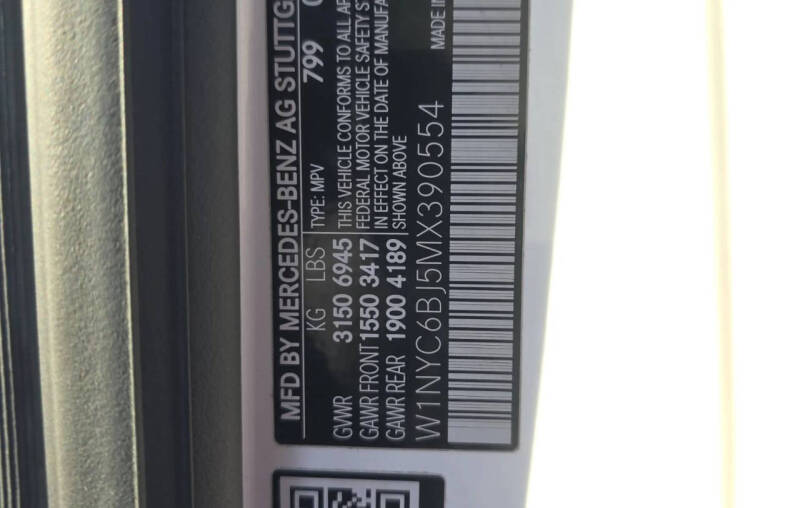 MFD BY MERCEDES-BENZ AG STUTTG
KG LBS 799
GVWR 3150 6945
GAWR FRONT 1550 3417
GAWR REAR 1900 4189
TYPE: MPV
THIS VEHICLE CONFORMS TO ALL AP
FEDERAL MOTOR VEHICLE SAFETY S
IN EFFECT ON THE DATE OF MANUFA
SHOWN ABOVE
MADE IN
W1NYC6BJ5MX390554